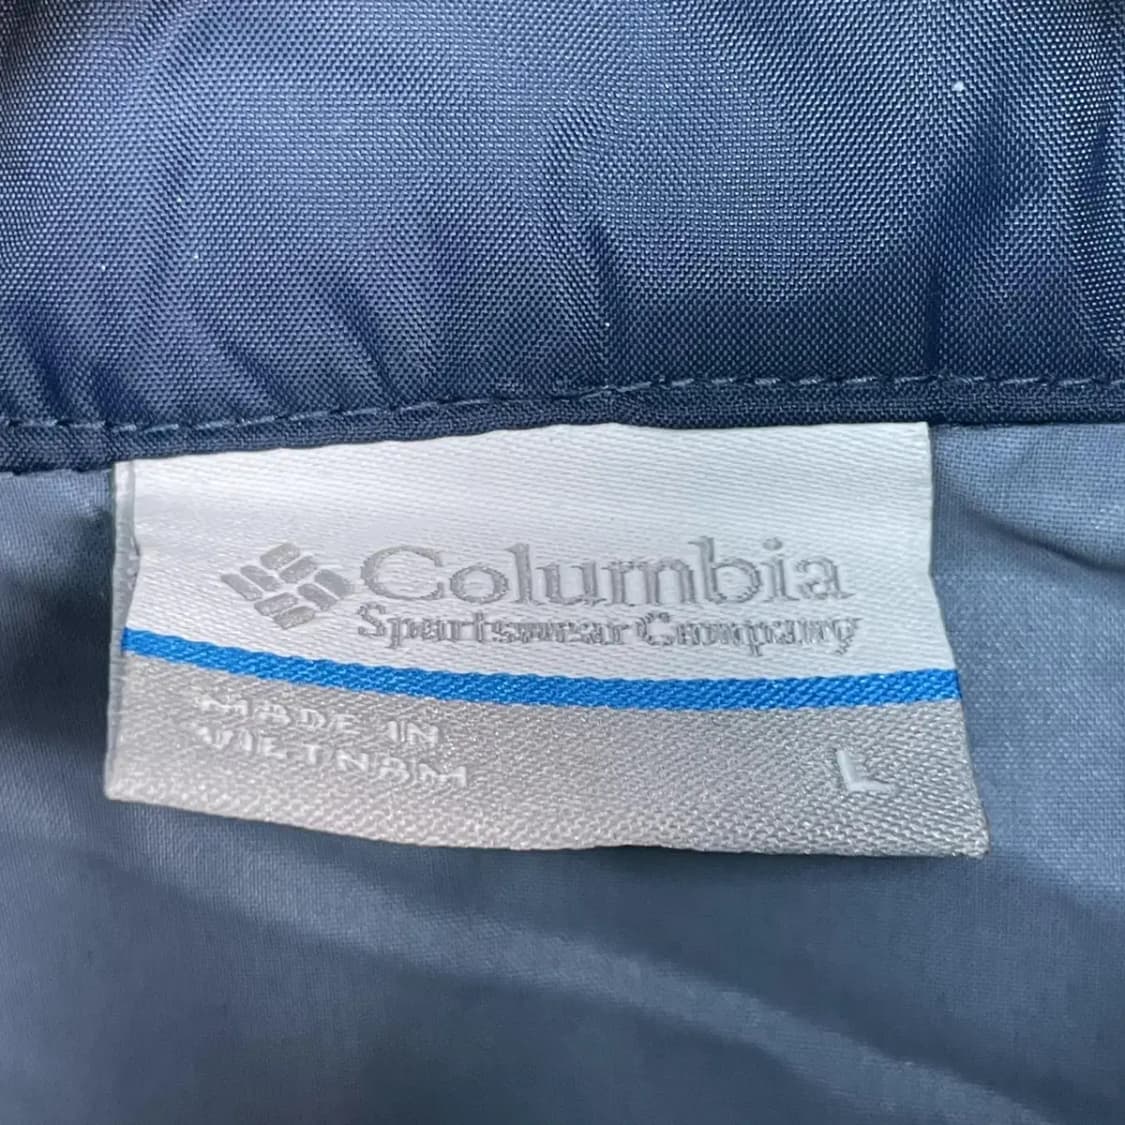 Columbia
Sportswear Company
MADE IN
VIETNAM
L